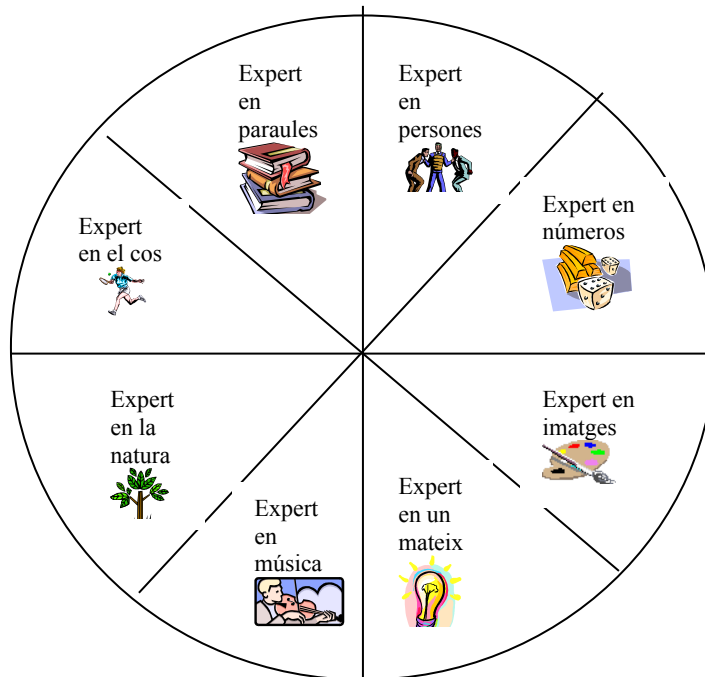 Expert
en
paraules
Expert
en
persones
Expert en
números
Expert
en el cos
Expert
en la
natura
Expert en
imatges
Expert
en
música
Expert
en un
mateix